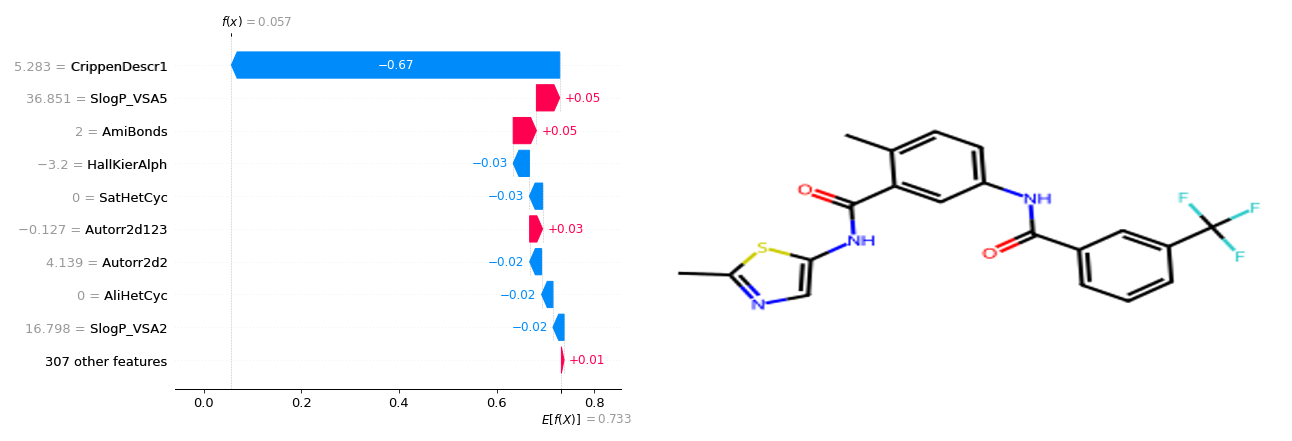 f(x) = 0.057
5.283 = CrippenDescr1
−0.67
36.851 = SlogP_VSA5
+0.05
2 = AmiBonds
+0.05
−3.2 = HallKierAlph
−0.03
0 = SatHetCyc
−0.03
−0.127 = Autorr2d123
+0.03
4.139 = Autorr2d2
−0.02
0 = AliHetCyc
−0.02
16.798 = SlogP_VSA2
−0.02
307 other features
+0.01
0.0 0.2 0.4 0.6 0.8
E[f(X)] = 0.733
O
NH
S
N
NH
O
F
F
F